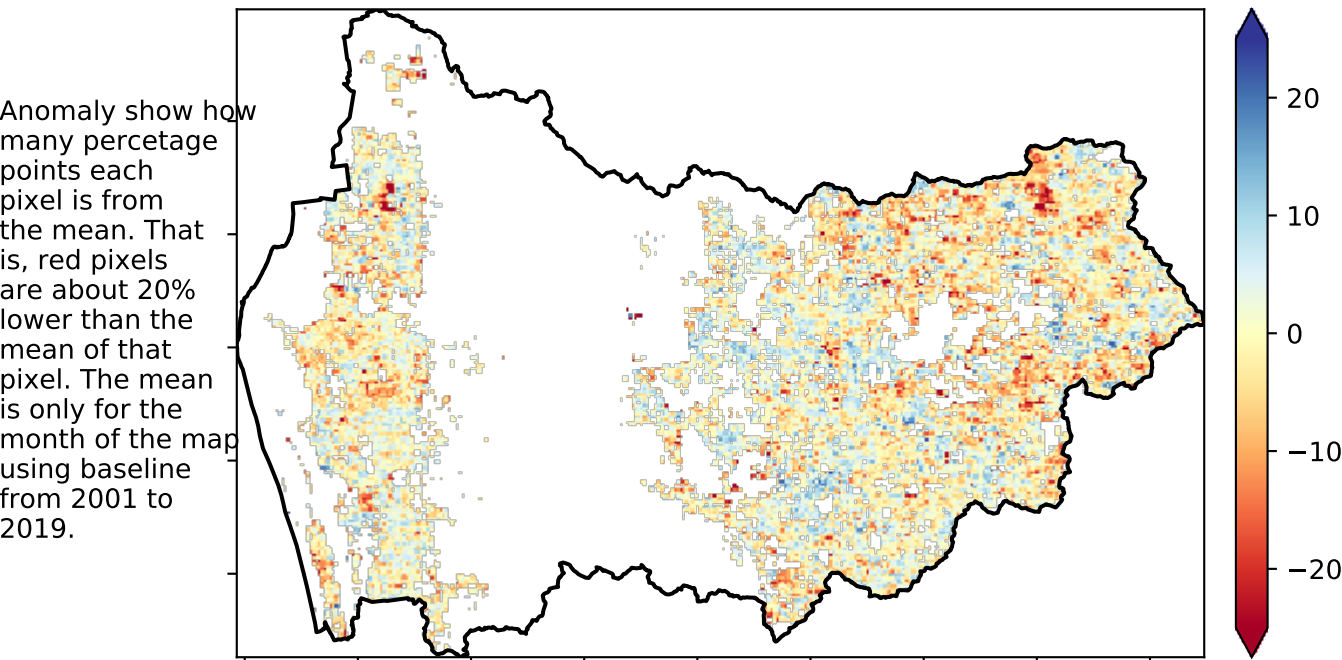 Anomaly show how
many percetage
points each
pixel is from
the mean. That
is, red pixels
are about 20%
lower than the
mean of that
pixel. The mean
is only for the
month of the map
using baseline
from 2001 to
2019.
20
10
0
−10
−20